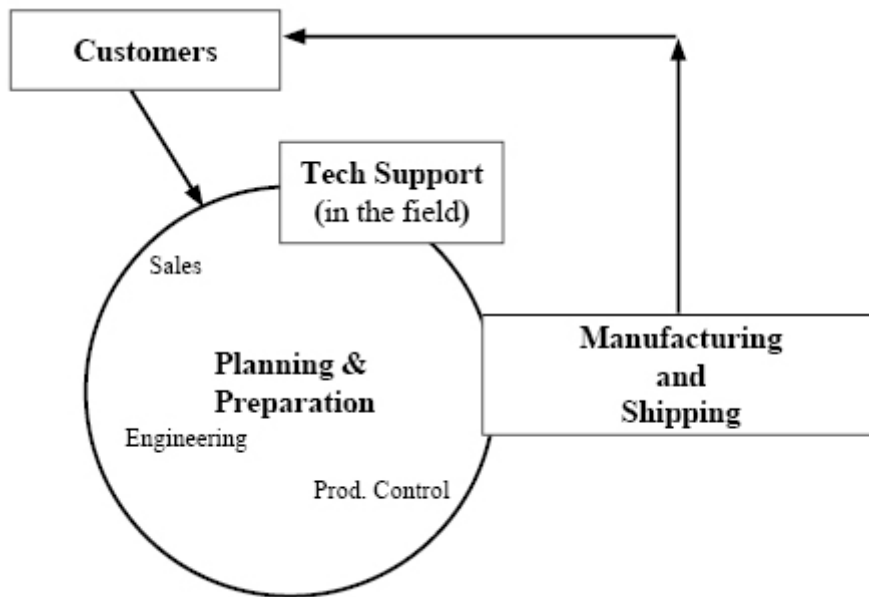 Customers
Tech Support
(in the field)
Sales
Planning &
Preparation
Manufacturing
and
Shipping
Engineering
Prod. Control